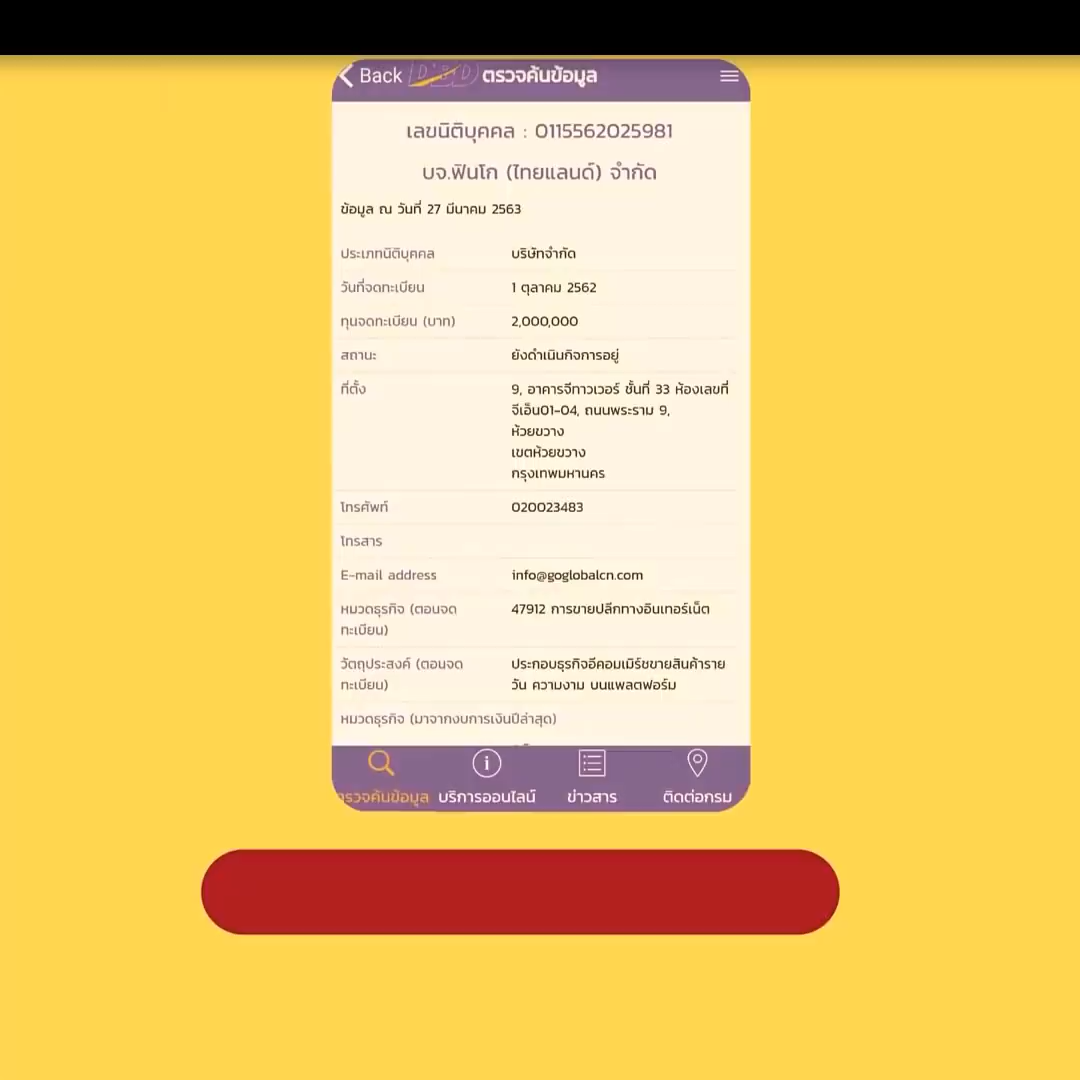 Back DBD ตรวจค้นข้อมูล
เลขนิติบุคคล : 0115562025981
บจ.ฟินโก (ไทยแลนด์) จำกัด
ข้อมูล ณ วันที่ 27 มีนาคม 2563
ประเภทนิติบุคคล บริษัทจำกัด
วันที่จดทะเบียน 1 ตุลาคม 2562
ทุนจดทะเบียน (บาท) 2,000,000
สถานะ ยังดำเนินกิจการอยู่
ที่ตั้ง 9, อาคารจีทาวเวอร์ ชั้นที่ 33 ห้องเลขที่
จีเอ็น01-04, ถนนพระราม 9,
ห้วยขวาง
เขตห้วยขวาง
กรุงเทพมหานคร
โทรศัพท์ 020023483
โทรสาร
E-mail address info@goglobalcn.com
หมวดธุรกิจ (ตอนจด 47912 การขายปลีกทางอินเทอร์เน็ต
ทะเบียน)
วัตถุประสงค์ (ตอนจด ประกอบธุรกิจอีคอมเมิร์ชขายสินค้าราย
ทะเบียน) วัน ความงาม บนแพลตฟอร์ม
หมวดธุรกิจ (มาจากงบการเงินปีล่าสุด)
ตรวจค้นข้อมูล บริการออนไลน์ ข่าวสาร ติดต่อกรม